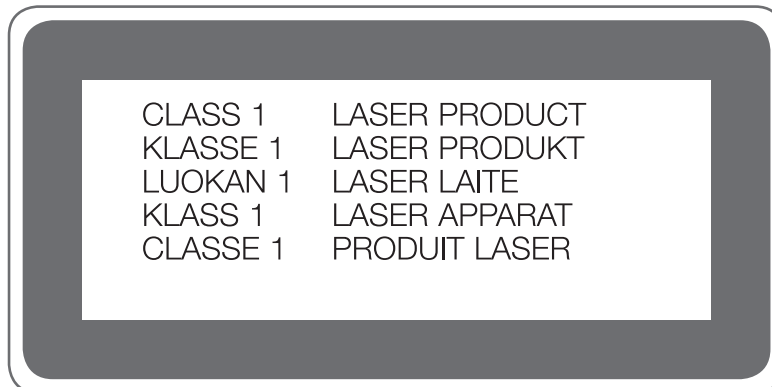 CLASS 1 LASER PRODUCT
KLASSE 1 LASER PRODUKT
LUOKAN 1 LASER LAITE
KLASS 1 LASER APPARAT
CLASSE 1 PRODUIT LASER